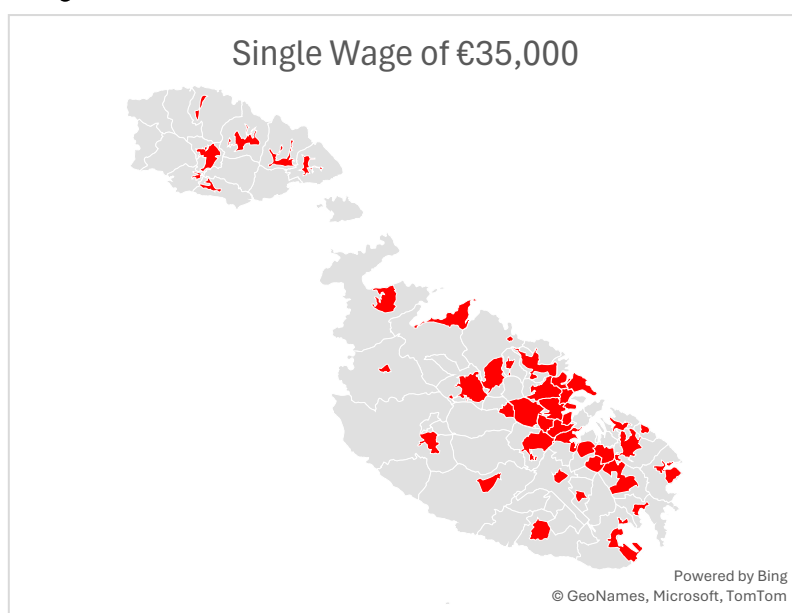 Single Wage of €35,000
Powered by Bing
© GeoNames, Microsoft, TomTom